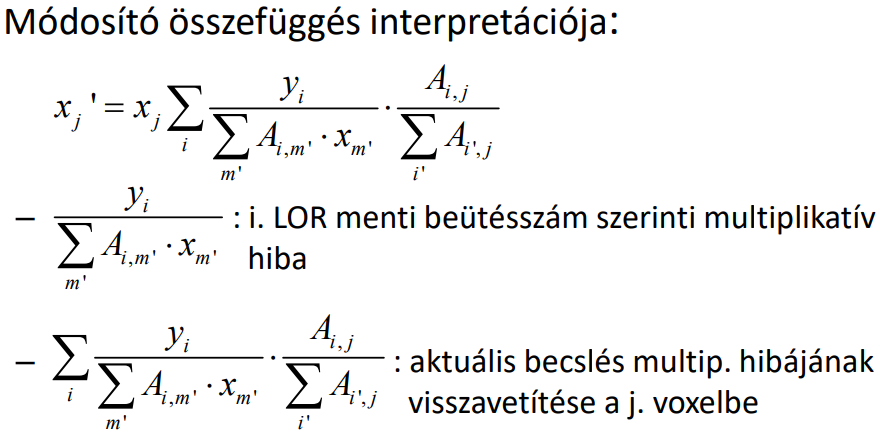 Módosító összefüggés interpretációja:
$x_j\,' = x_j \sum_i \frac{y_i}{\sum_{m'} A_{i,m'} \cdot x_{m'}} \cdot \frac{A_{i,j}}{\sum_{i'} A_{i',j}}$
– $\frac{y_i}{\sum_{m'} A_{i,m'} \cdot x_{m'}}$ : i. LOR menti beütésszám szerinti multiplikatív
hiba
– $\sum_i \frac{y_i}{\sum_{m'} A_{i,m'} \cdot x_{m'}} \cdot \frac{A_{i,j}}{\sum_{i'} A_{i',j}}$ : aktuális becslés multip. hibájának
visszavetítése a j. voxelbe